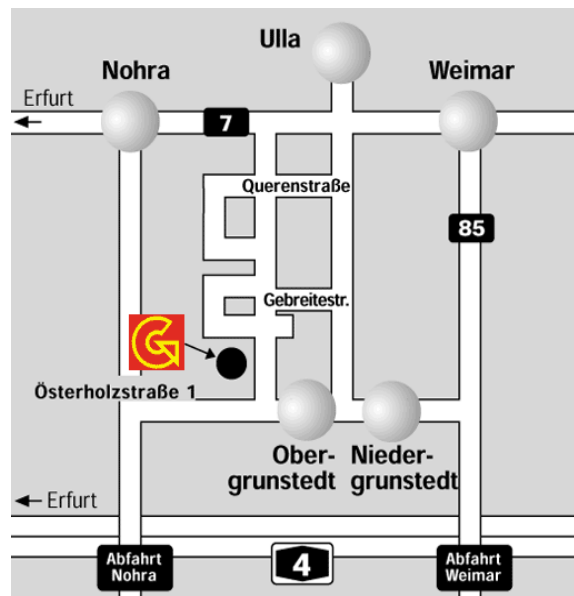 Ulla
Nohra
Weimar
Erfurt
7
Querenstraße
85
Gebreitestr.
G
Österholzstraße 1
Ober-
grunstedt
Nieder-
grunstedt
Erfurt
Abfahrt
Nohra
4
Abfahrt
Weimar